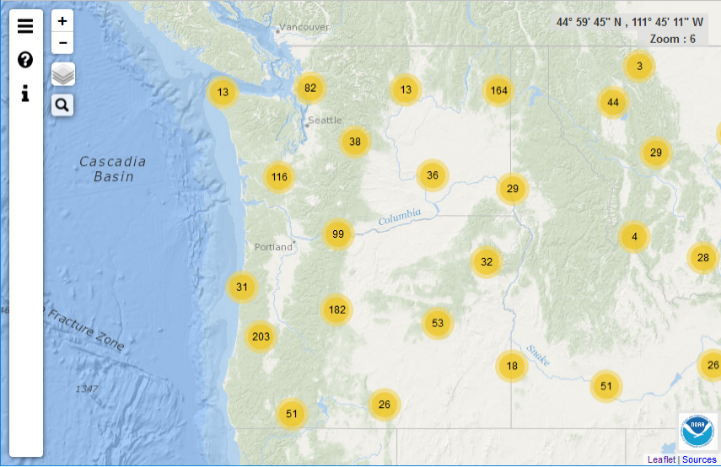 +
−
?
i
44° 59' 45" N , 111° 45' 11" W
Zoom : 6
Vancouver
3
13
82
13
164
44
Seattle
38
29
Cascadia
Basin
116
36
29
Columbia
99
4
Portland
32
28
31
182
53
203
Fracture Zone
Snake
18
26
51
1347
26
51
NOAA
Leaflet | Sources